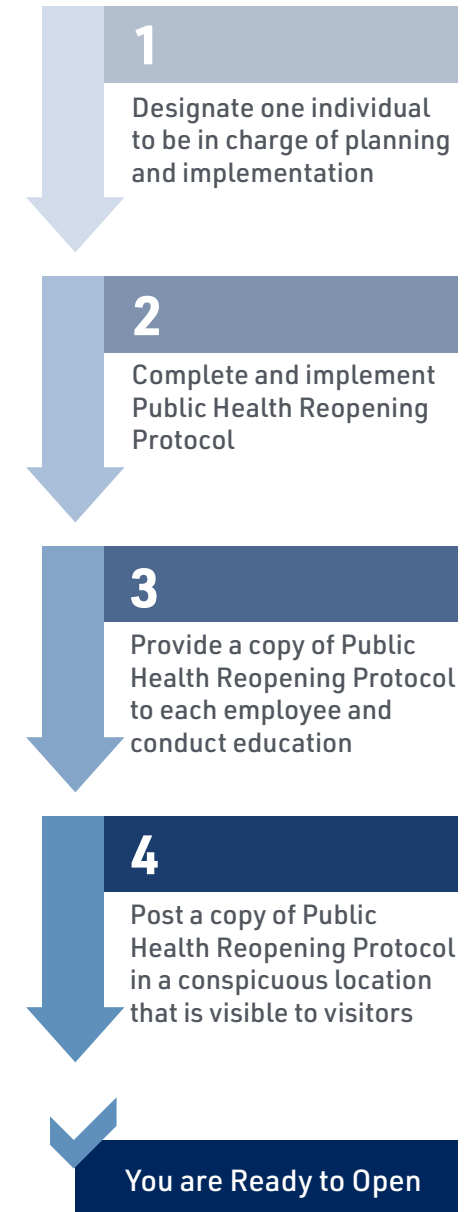 1
Designate one individual
to be in charge of planning
and implementation
2
Complete and implement
Public Health Reopening
Protocol
3
Provide a copy of Public
Health Reopening Protocol
to each employee and
conduct education
4
Post a copy of Public
Health Reopening Protocol
in a conspicuous location
that is visible to visitors
You are Ready to Open